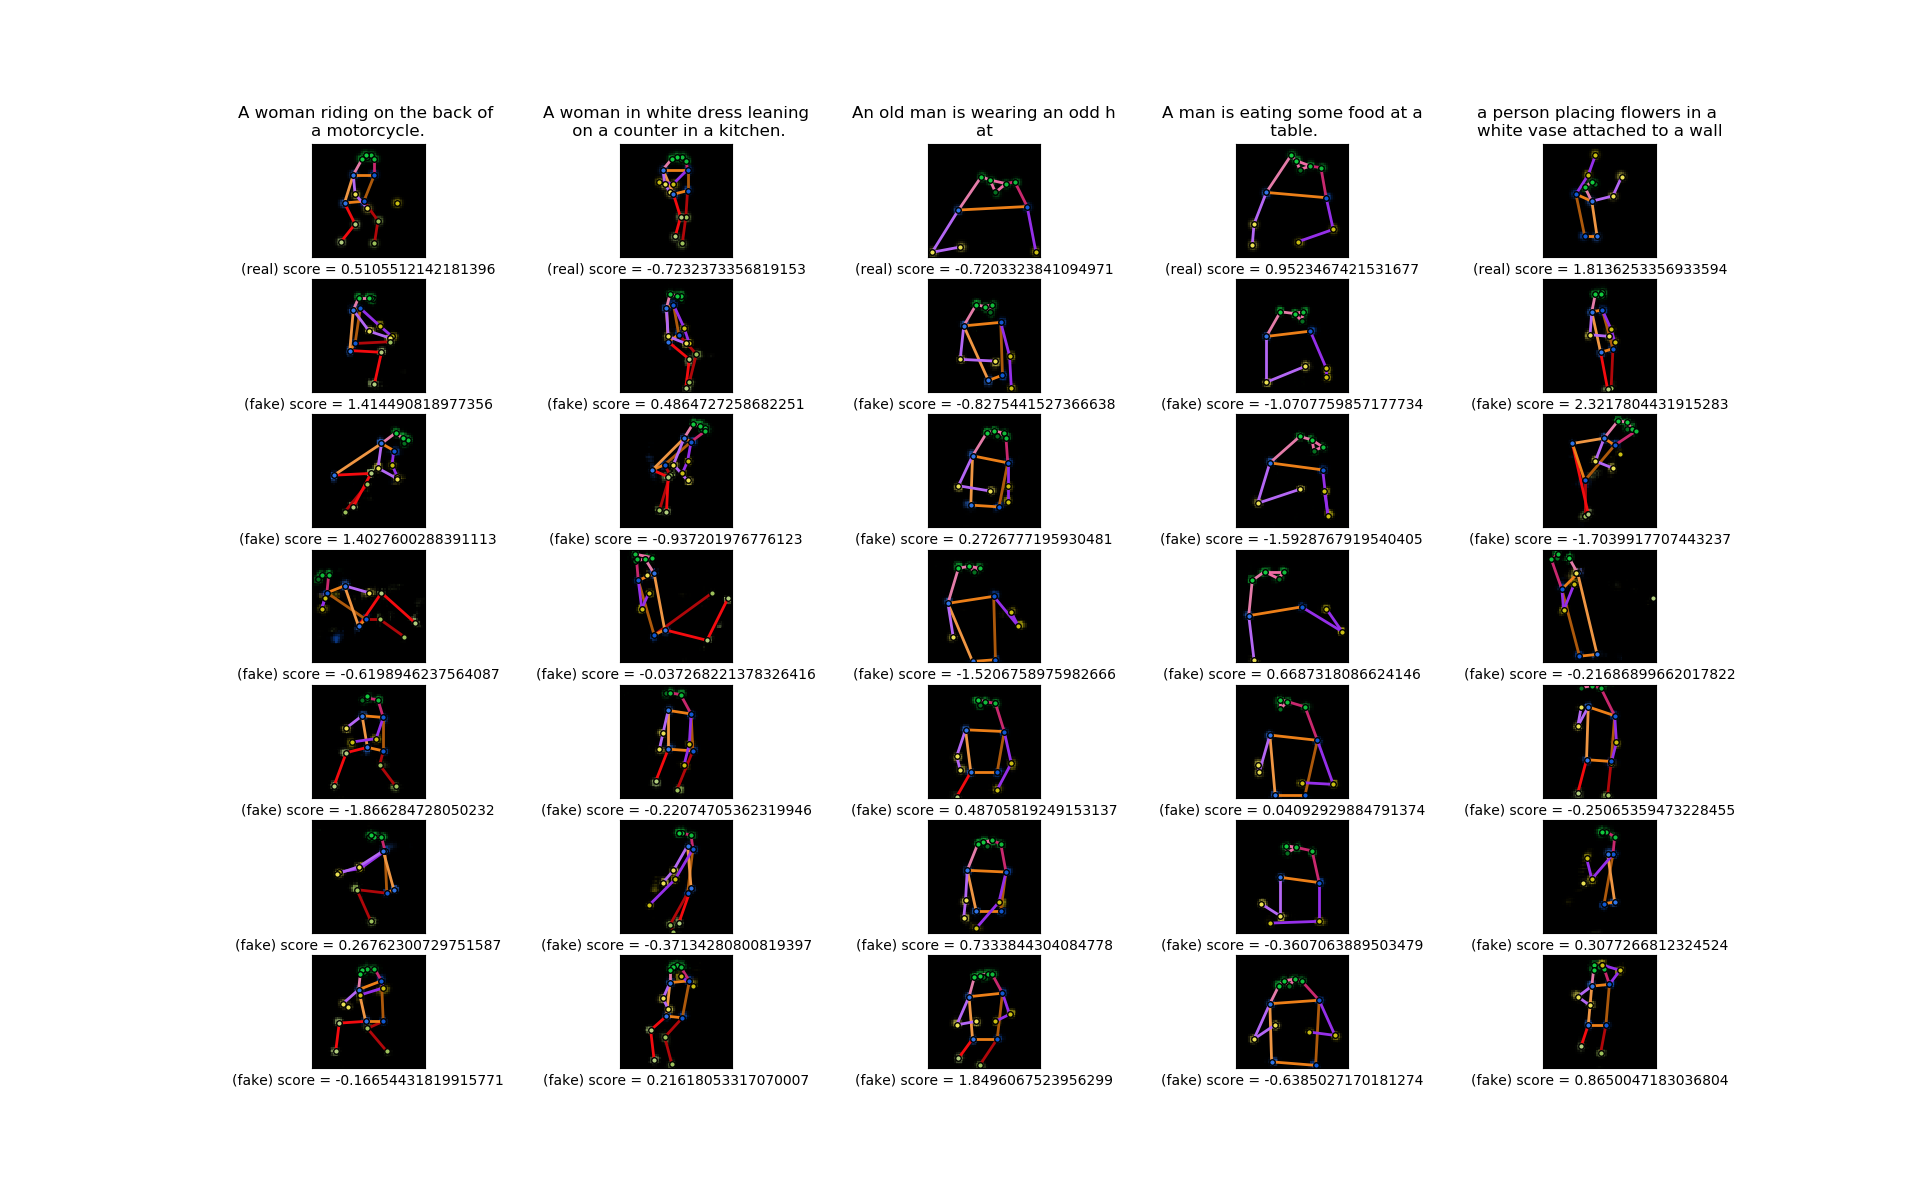 A woman riding on the back of
a motorcycle.
A woman in white dress leaning
on a counter in a kitchen.
An old man is wearing an odd h
at
A man is eating some food at a
table.
a person placing flowers in a
white vase attached to a wall
(real) score = 0.5105512142181396
(real) score = -0.7232373356819153
(real) score = -0.7203323841094971
(real) score = 0.9523467421531677
(real) score = 1.8136253356933594
(fake) score = 1.414490818977356
(fake) score = 0.4864727258682251
(fake) score = -0.8275441527366638
(fake) score = -1.0707759857177734
(fake) score = 2.3217804431915283
(fake) score = 1.4027600288391113
(fake) score = -0.937201976776123
(fake) score = 0.2726777195930481
(fake) score = -1.5928767919540405
(fake) score = -1.7039917707443237
(fake) score = -0.6198946237564087
(fake) score = -0.037268221378326416
(fake) score = -1.5206758975982666
(fake) score = 0.6687318086624146
(fake) score = -0.21686899662017822
(fake) score = -1.866284728050232
(fake) score = -0.22074705362319946
(fake) score = 0.48705819249153137
(fake) score = 0.04092929884791374
(fake) score = -0.25065359473228455
(fake) score = 0.26762300729751587
(fake) score = -0.37134280800819397
(fake) score = 0.7333844304084778
(fake) score = -0.3607063889503479
(fake) score = 0.3077266812324524
(fake) score = -0.16654431819915771
(fake) score = 0.21618053317070007
(fake) score = 1.8496067523956299
(fake) score = -0.6385027170181274
(fake) score = 0.8650047183036804